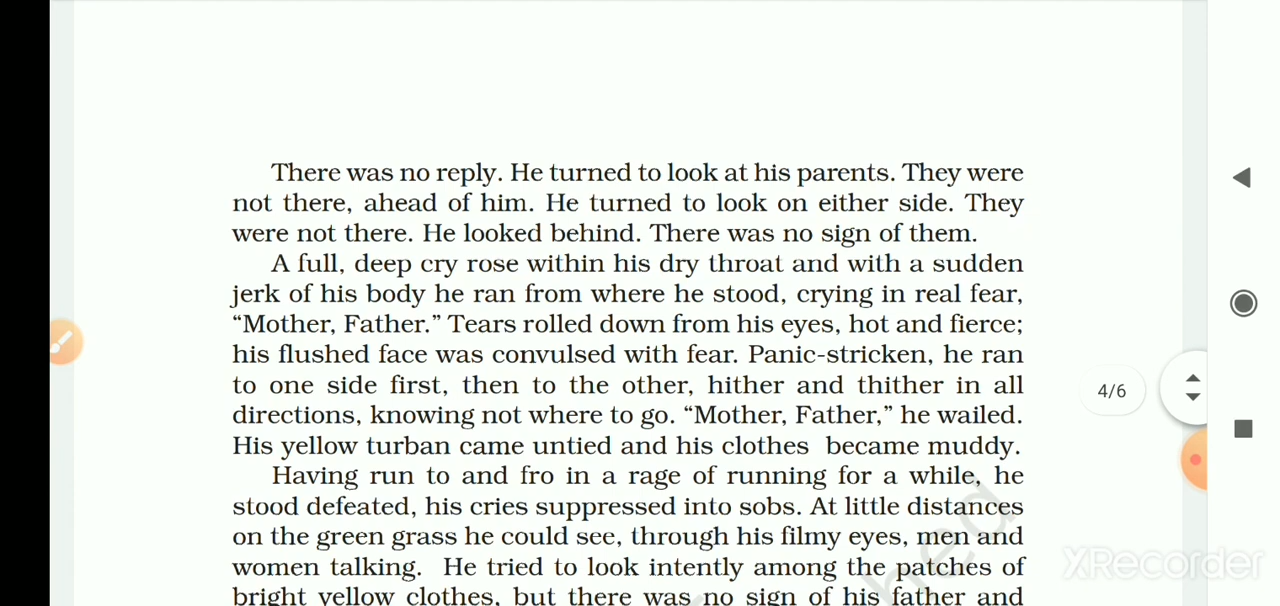 There was no reply. He turned to look at his parents. They were
not there, ahead of him. He turned to look on either side. They
were not there. He looked behind. There was no sign of them.
A full, deep cry rose within his dry throat and with a sudden
jerk of his body he ran from where he stood, crying in real fear,
“Mother, Father.” Tears rolled down from his eyes, hot and fierce;
his flushed face was convulsed with fear. Panic-stricken, he ran
to one side first, then to the other, hither and thither in all
directions, knowing not where to go. “Mother, Father,” he wailed.
His yellow turban came untied and his clothes became muddy.
Having run to and fro in a rage of running for a while, he
stood defeated, his cries suppressed into sobs. At little distances
on the green grass he could see, through his filmy eyes, men and
women talking. He tried to look intently among the patches of
bright yellow clothes, but there was no sign of his father and
4/6
hed
XRecorder